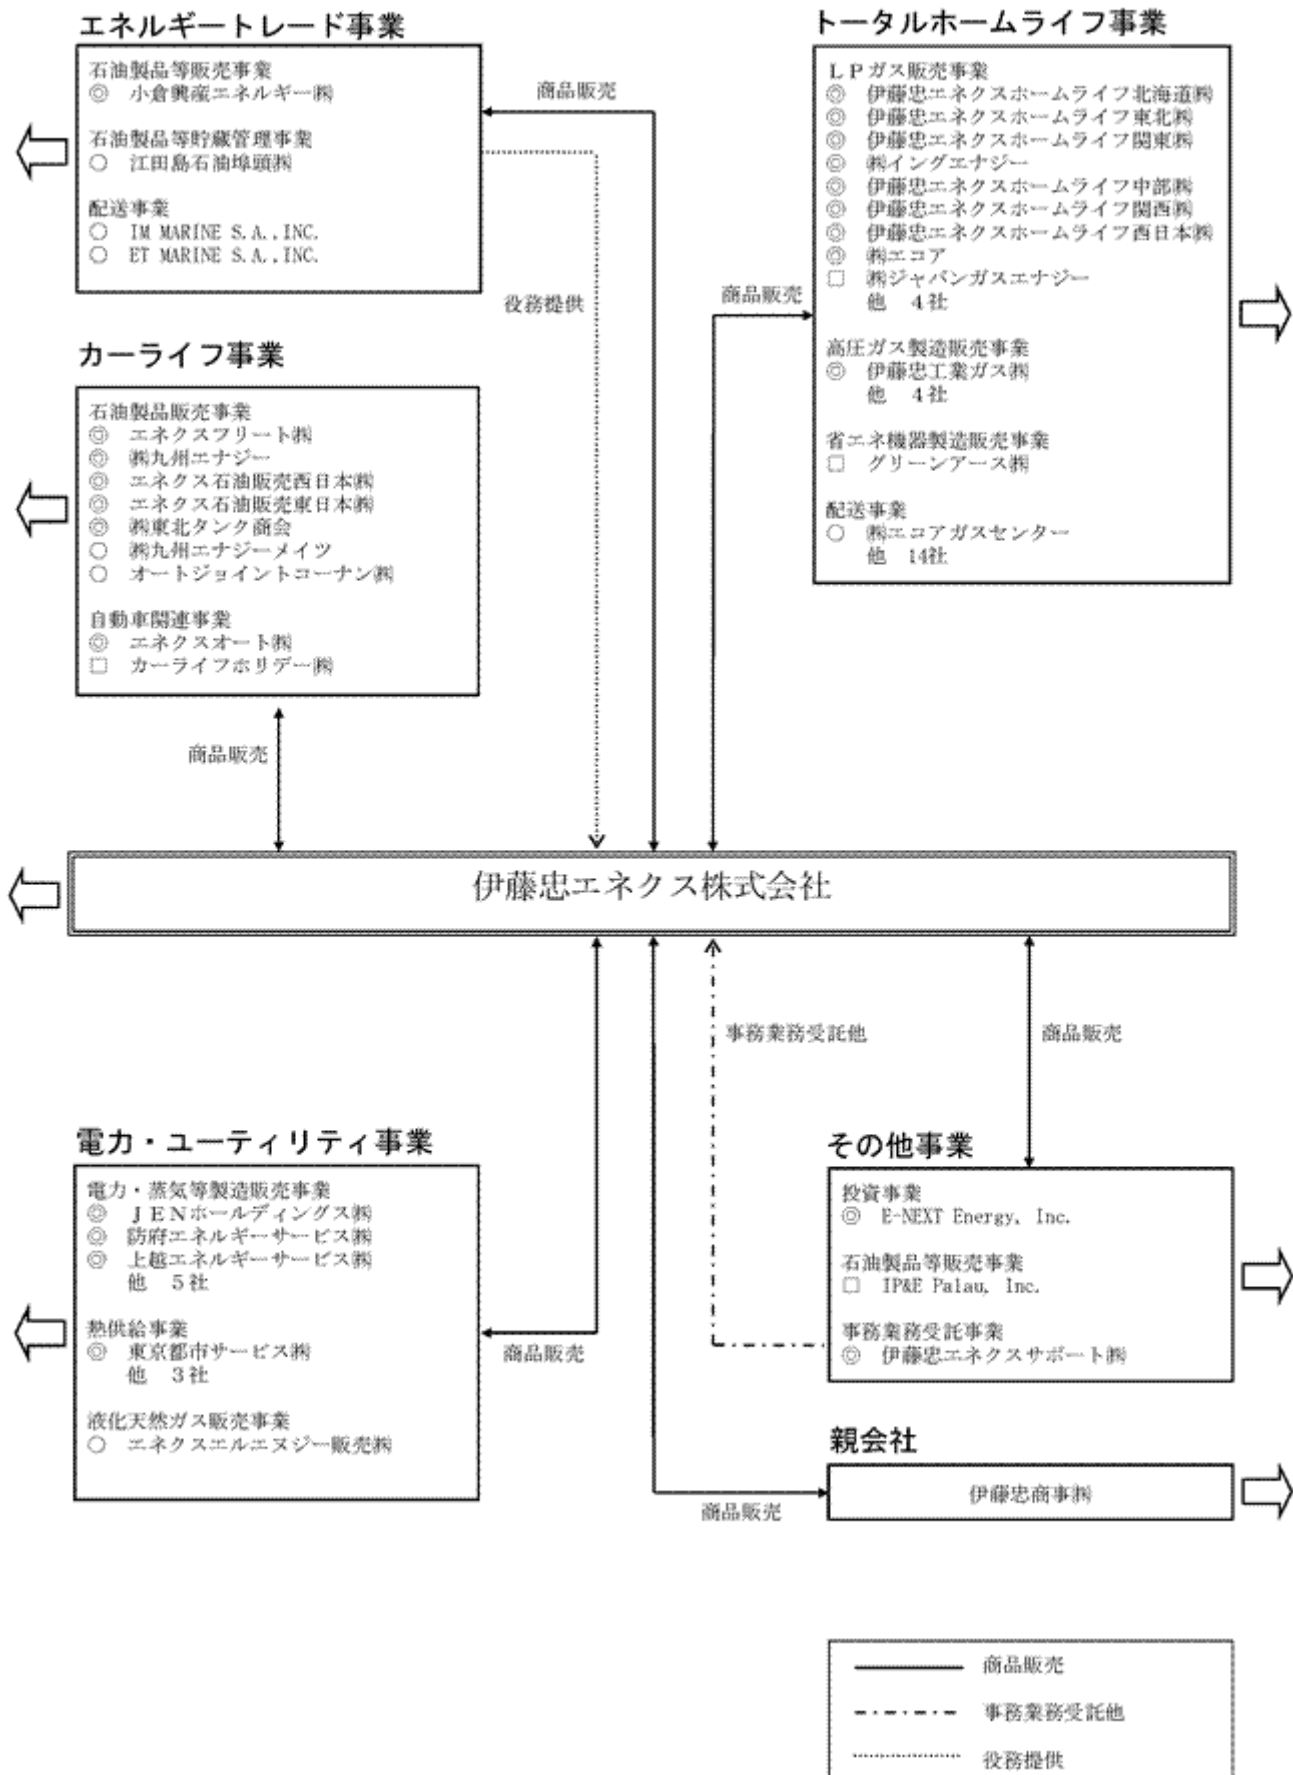 エネルギートレード事業
石油製品等販売事業
◎ 小倉興産エネルギー㈱
石油製品等貯蔵管理事業
○ 江田島石油埠頭㈱
配送事業
○ IM MARINE S.A.,INC.
○ ET MARINE S.A.,INC.
商品販売
役務提供
カーライフ事業
石油製品販売事業
◎ エネクスフリート㈱
◎ ㈱九州エナジー
◎ エネクス石油販売西日本㈱
◎ エネクス石油販売東日本㈱
◎ ㈱東北タンク商会
○ ㈱九州エナジーメイツ
○ オートジョイントコーナン㈱
自動車関連事業
◎ エネクスオート㈱
□ カーライフホリデー㈱
商品販売
トータルホームライフ事業
LPガス販売事業
◎ 伊藤忠エネクスホームライフ北海道㈱
◎ 伊藤忠エネクスホームライフ東北㈱
◎ 伊藤忠エネクスホームライフ関東㈱
◎ ㈱イングエナジー
◎ 伊藤忠エネクスホームライフ中部㈱
◎ 伊藤忠エネクスホームライフ関西㈱
◎ 伊藤忠エネクスホームライフ西日本㈱
◎ ㈱エコア
□ ㈱ジャパンガスエナジー
他 4社
高圧ガス製造販売事業
◎ 伊藤忠工業ガス㈱
他 4社
省エネ機器製造販売事業
□ グリーンアース㈱
配送事業
○ ㈱エコアガスセンター
他 14社
商品販売
伊藤忠エネクス株式会社
電力・ユーティリティ事業
電力・蒸気等製造販売事業
◎ JENホールディングス㈱
◎ 防府エネルギーサービス㈱
◎ 上越エネルギーサービス㈱
他 5社
熱供給事業
◎ 東京都市サービス㈱
他 3社
液化天然ガス販売事業
○ エネクスエルエヌジー販売㈱
商品販売
事務業務受託他
商品販売
その他事業
投資事業
◎ E-NEXT Energy, Inc.
石油製品等販売事業
□ IP&E Palau, Inc.
事務業務受託事業
◎ 伊藤忠エネクスサポート㈱
親会社
伊藤忠商事㈱
商品販売
商品販売
事務業務受託他
役務提供